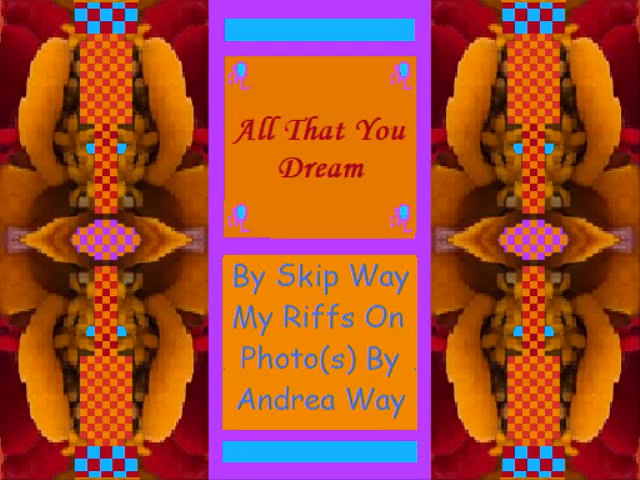 All That You
Dream
By Skip Way
My Riffs On
Photo(s) By
Andrea Way